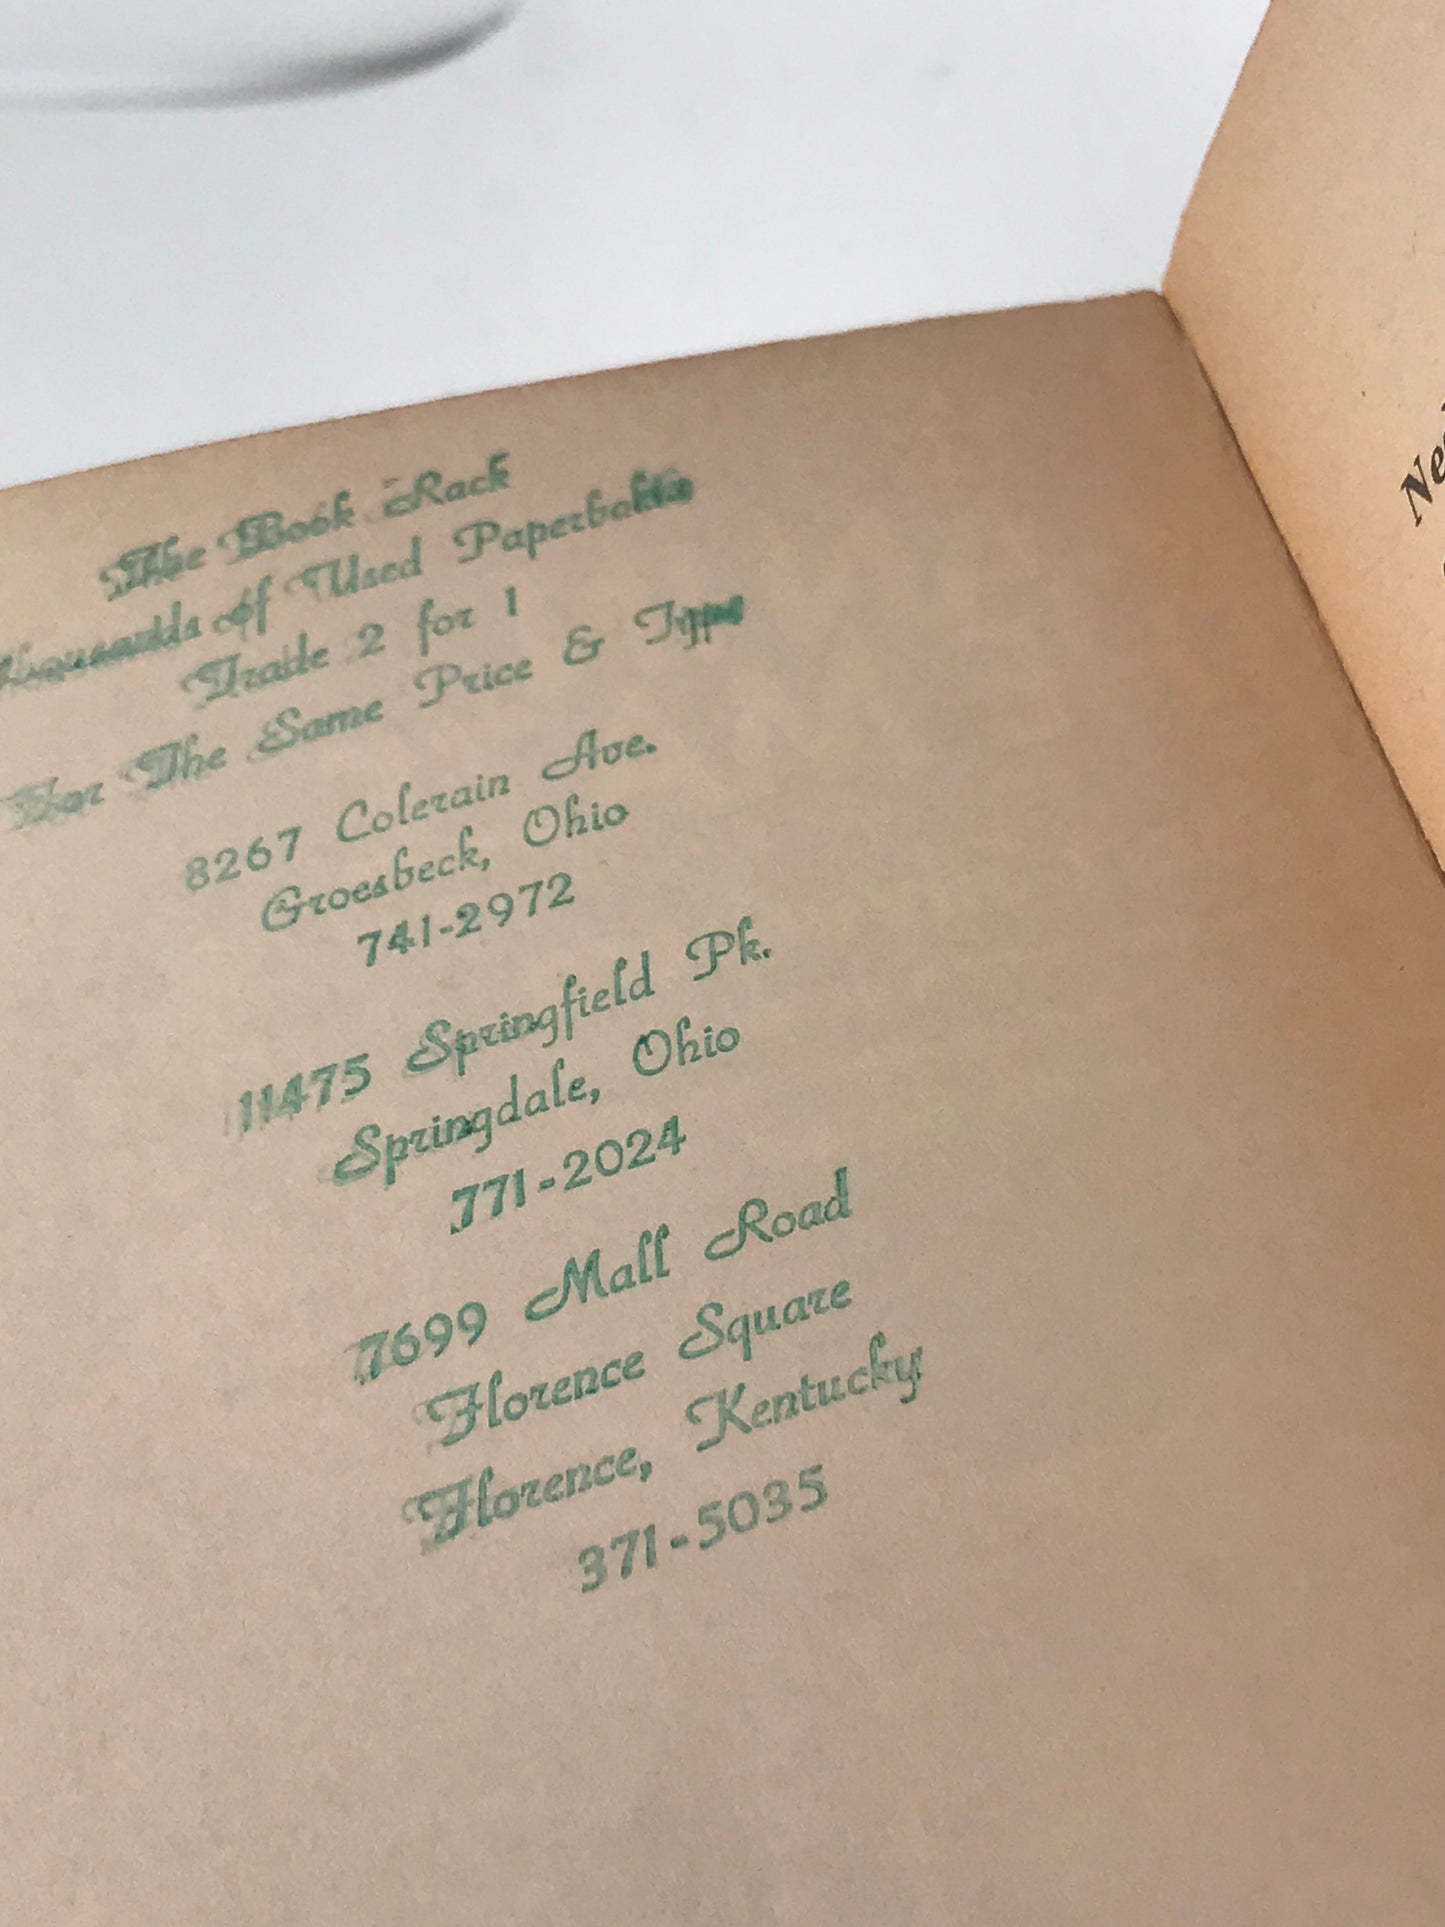 The Book Rack
Thousands of Used Paperbacks
Trade 2 for 1
For The Same Price & Type
8267 Colerain Ave.
Groesbeck, Ohio
741-2972
11475 Springfield Pk.
Springdale, Ohio
771-2024
7699 Mall Road
Florence Square
Florence, Kentucky
371-5035